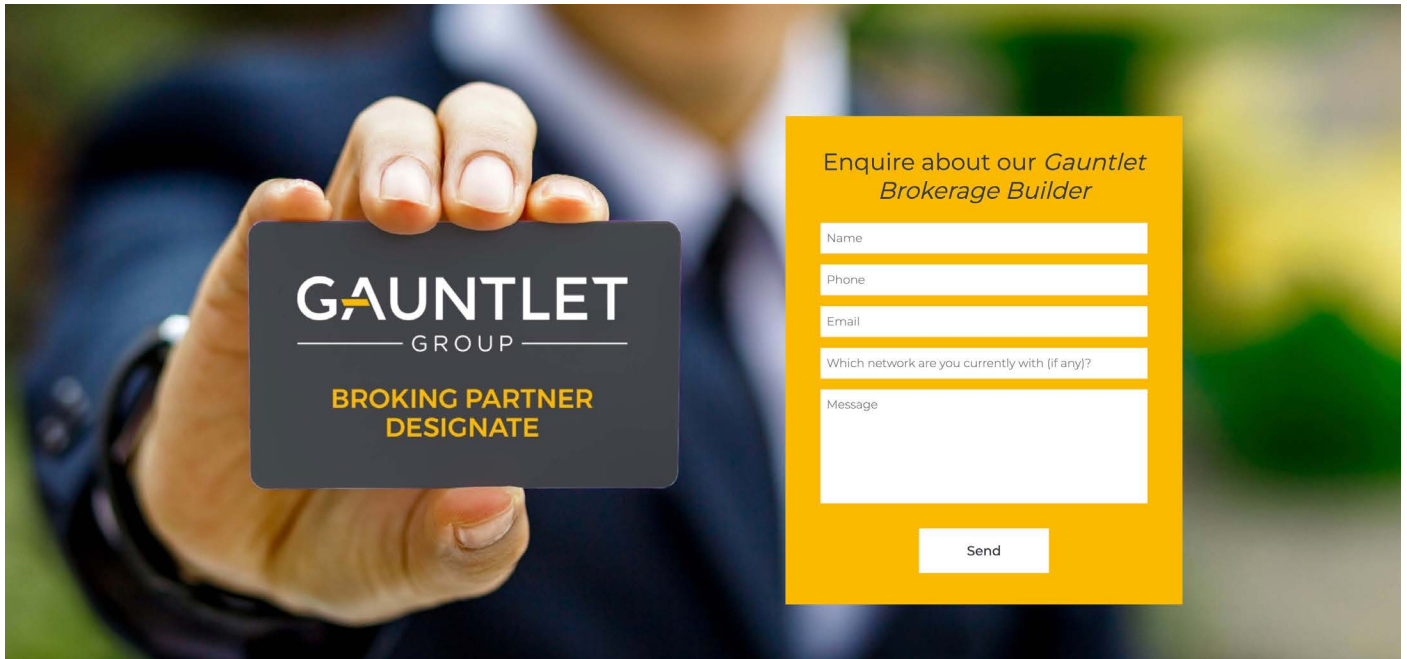 GAUNTLET
GROUP
BROKING PARTNER
DESIGNATE
Enquire about our Gauntlet
Brokerage Builder
Name
Phone
Email
Which network are you currently with (if any)?
Message
Send